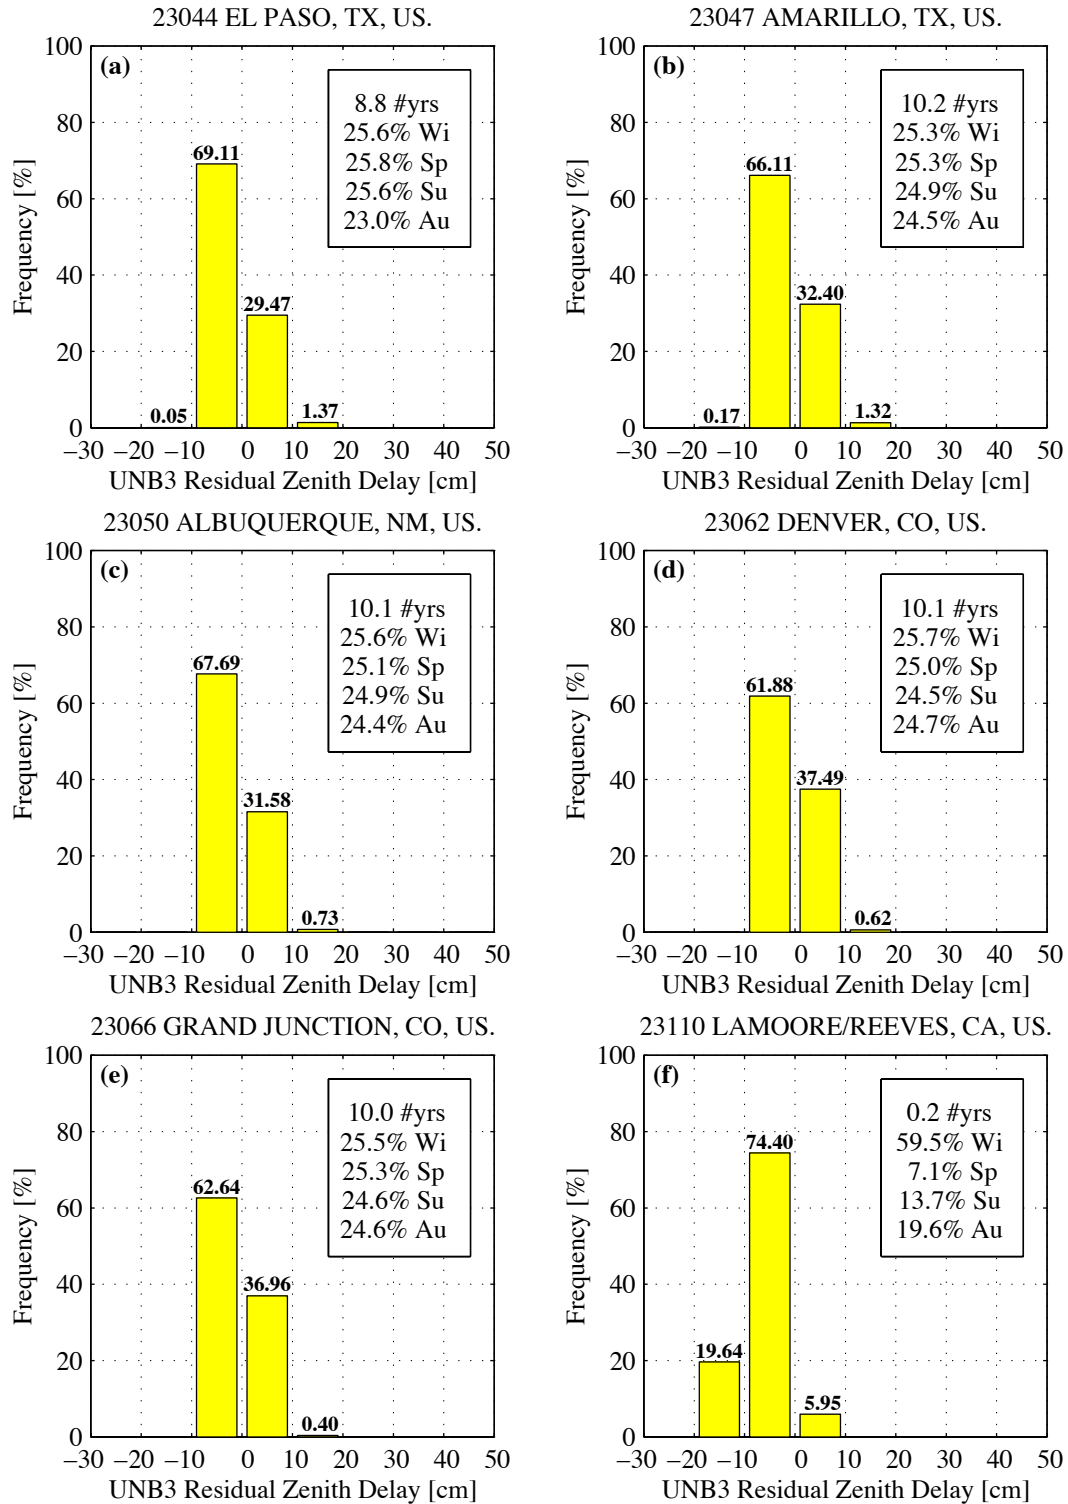 23044 EL PASO, TX, US.
(a)
8.8 #yrs
25.6% Wi
25.8% Sp
25.6% Su
23.0% Au
100
80
60
40
20
0
Frequency [%]
0.05
69.11
29.47
1.37
−30 −20 −10 0 10 20 30 40 50
UNB3 Residual Zenith Delay [cm]
23047 AMARILLO, TX, US.
(b)
10.2 #yrs
25.3% Wi
25.3% Sp
24.9% Su
24.5% Au
100
80
60
40
20
0
Frequency [%]
0.17
66.11
32.40
1.32
−30 −20 −10 0 10 20 30 40 50
UNB3 Residual Zenith Delay [cm]
23050 ALBUQUERQUE, NM, US.
(c)
10.1 #yrs
25.6% Wi
25.1% Sp
24.9% Su
24.4% Au
100
80
60
40
20
0
Frequency [%]
67.69
31.58
0.73
−30 −20 −10 0 10 20 30 40 50
UNB3 Residual Zenith Delay [cm]
23062 DENVER, CO, US.
(d)
10.1 #yrs
25.7% Wi
25.0% Sp
24.5% Su
24.7% Au
100
80
60
40
20
0
Frequency [%]
61.88
37.49
0.62
−30 −20 −10 0 10 20 30 40 50
UNB3 Residual Zenith Delay [cm]
23066 GRAND JUNCTION, CO, US.
(e)
10.0 #yrs
25.5% Wi
25.3% Sp
24.6% Su
24.6% Au
100
80
60
40
20
0
Frequency [%]
62.64
36.96
0.40
−30 −20 −10 0 10 20 30 40 50
UNB3 Residual Zenith Delay [cm]
23110 LAMOORE/REEVES, CA, US.
(f)
0.2 #yrs
59.5% Wi
7.1% Sp
13.7% Su
19.6% Au
100
80
60
40
20
0
Frequency [%]
19.64
74.40
5.95
−30 −20 −10 0 10 20 30 40 50
UNB3 Residual Zenith Delay [cm]